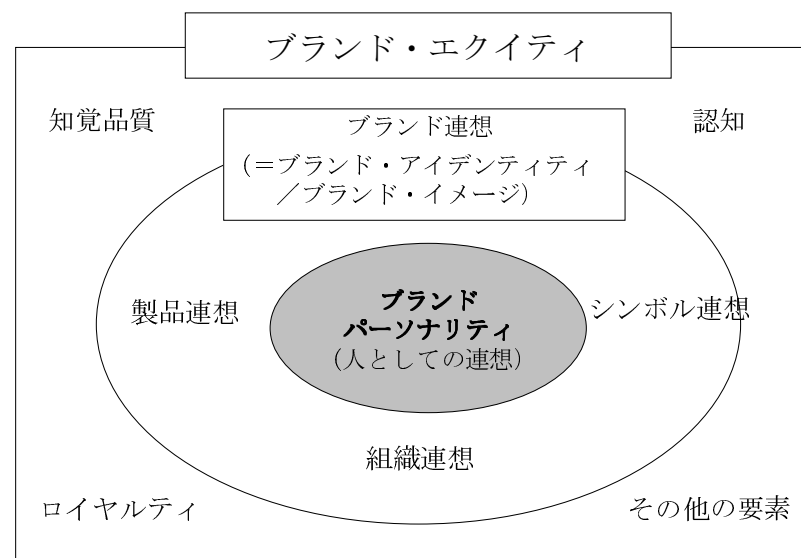 ブランド・エクイティ
知覚品質
認知
ブランド連想
(=ブランド・アイデンティティ
/ブランド・イメージ)
製品連想
ブランド
パーソナリティ
(人としての連想)
シンボル連想
組織連想
ロイヤルティ
その他の要素